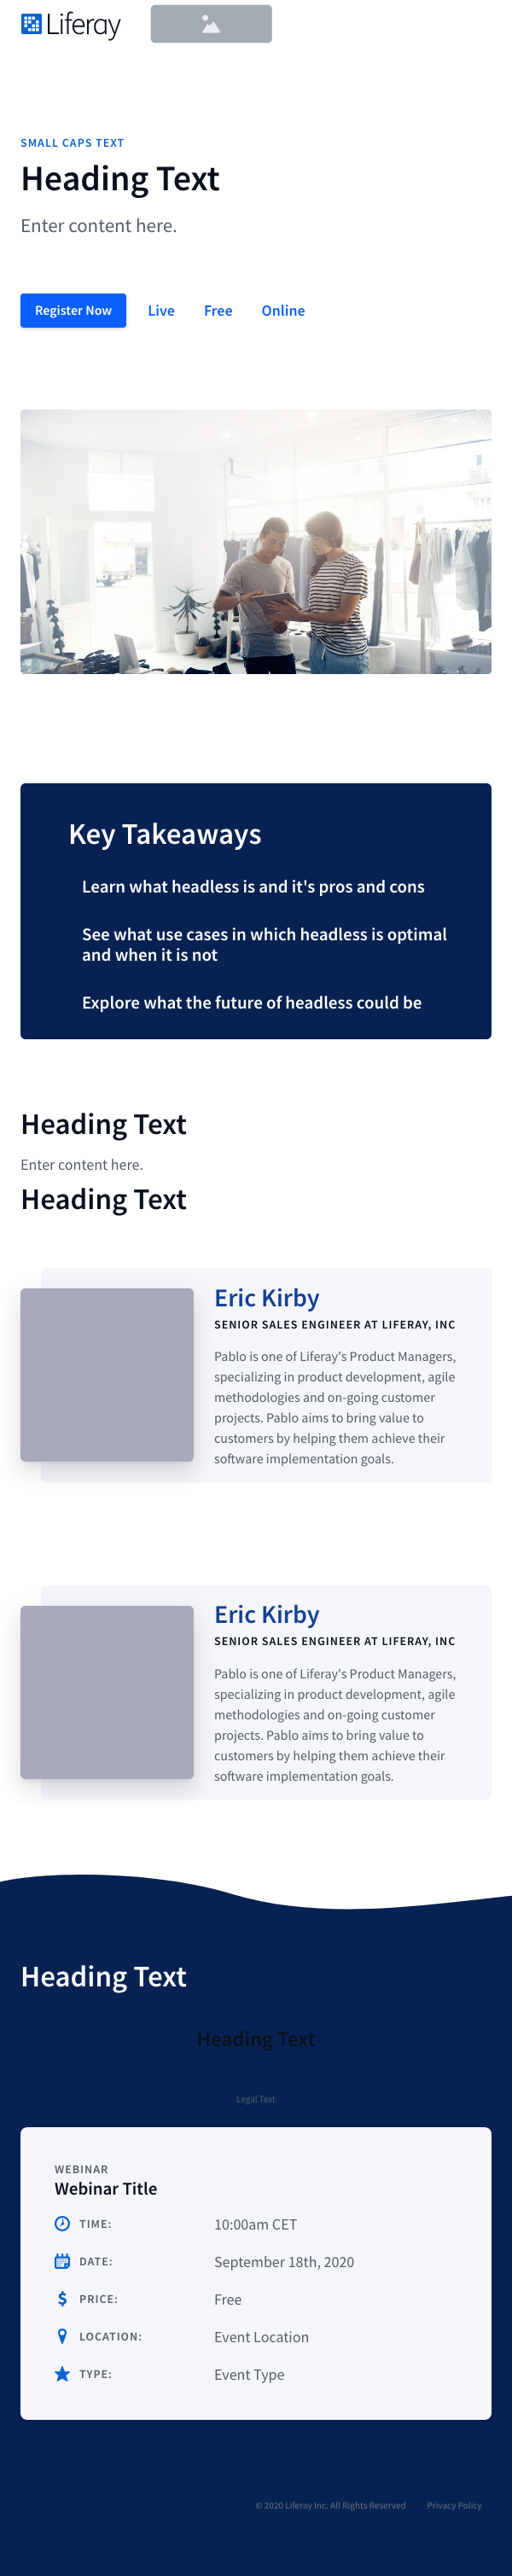 Liferay
SMALL CAPS TEXT
Heading Text
Enter content here.
Register Now
Live
Free
Online
Key Takeaways
Learn what headless is and it's pros and cons
See what use cases in which headless is optimal
and when it is not
Explore what the future of headless could be
Heading Text
Enter content here.
Heading Text
Eric Kirby
SENIOR SALES ENGINEER AT LIFERAY, INC
Pablo is one of Liferay's Product Managers,
specializing in product development, agile
methodologies and on-going customer
projects. Pablo aims to bring value to
customers by helping them achieve their
software implementation goals.
Eric Kirby
SENIOR SALES ENGINEER AT LIFERAY, INC
Pablo is one of Liferay's Product Managers,
specializing in product development, agile
methodologies and on-going customer
projects. Pablo aims to bring value to
customers by helping them achieve their
software implementation goals.
Heading Text
Heading Text
Legal Text
WEBINAR
Webinar Title
TIME: 10:00am CET
DATE: September 18th, 2020
PRICE: Free
LOCATION: Event Location
TYPE: Event Type
© 2020 Liferay Inc. All Rights Reserved Privacy Policy